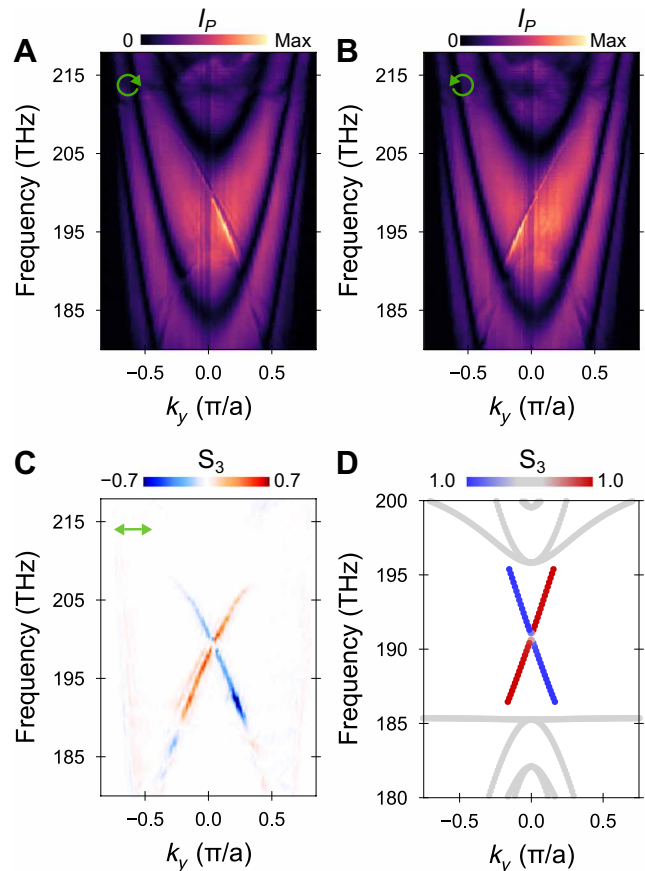 A
I_P
0 Max
Frequency (THz)
215
205
195
185
−0.5 0.0 0.5
k_y (π/a)
B
I_P
0 Max
Frequency (THz)
215
205
195
185
−0.5 0.0 0.5
k_y (π/a)
C
S₃
−0.7 0.7
Frequency (THz)
215
205
195
185
−0.5 0.0 0.5
k_y (π/a)
D
S₃
1.0 1.0
Frequency (THz)
200
195
190
185
180
−0.5 0.0 0.5
k_y (π/a)